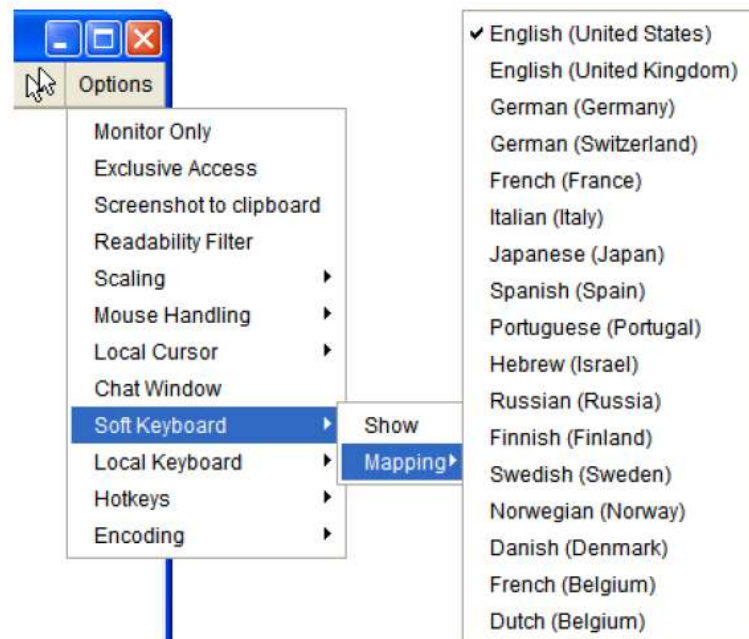 Options
Monitor Only
Exclusive Access
Screenshot to clipboard
Readability Filter
Scaling
Mouse Handling
Local Cursor
Chat Window
Soft Keyboard
Local Keyboard
Hotkeys
Encoding
Show
Mapping
English (United States)
English (United Kingdom)
German (Germany)
German (Switzerland)
French (France)
Italian (Italy)
Japanese (Japan)
Spanish (Spain)
Portuguese (Portugal)
Hebrew (Israel)
Russian (Russia)
Finnish (Finland)
Swedish (Sweden)
Norwegian (Norway)
Danish (Denmark)
French (Belgium)
Dutch (Belgium)